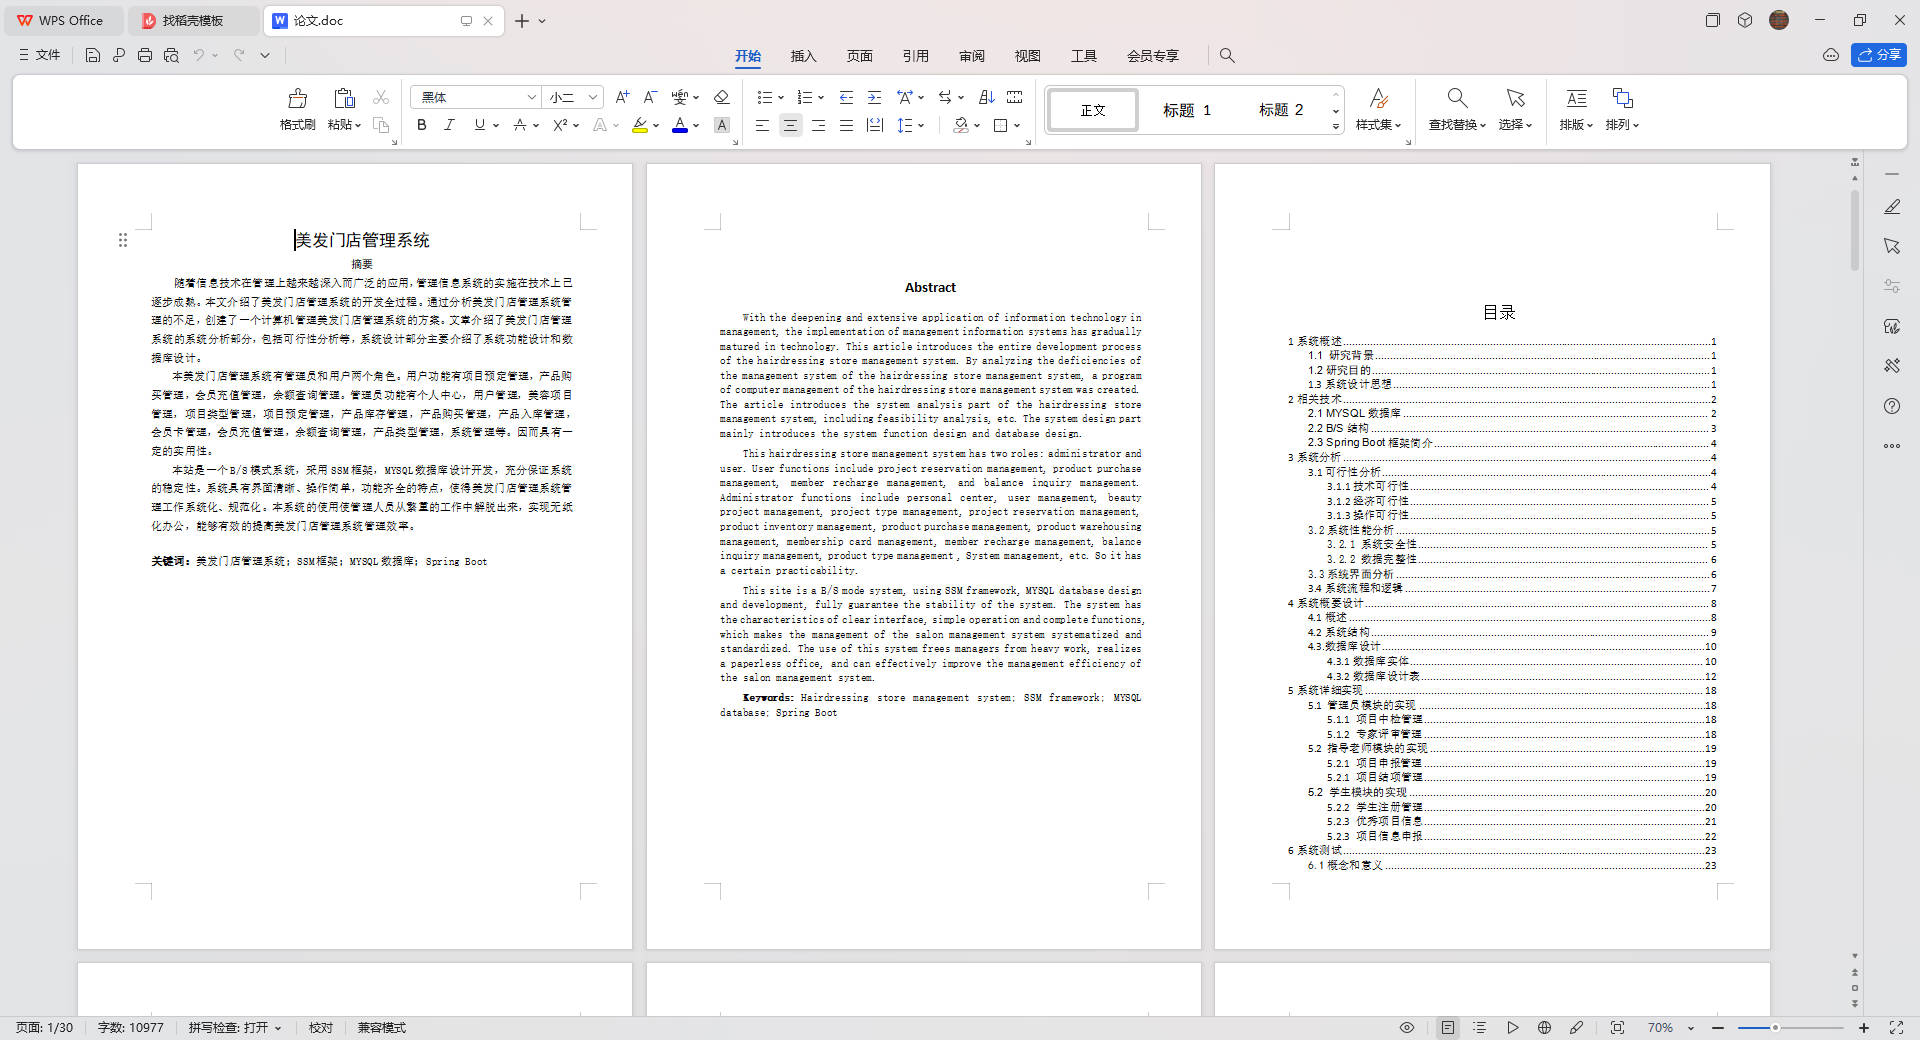 WPS Office
找稻壳模板
论文.doc
文件
开始
插入
页面
引用
审阅
视图
工具
会员专享
分享
格式刷
粘贴
黑体
小二
正文
标题 1
标题 2
样式集
查找替换
选择
排版
排列
美发门店管理系统
摘要
随着信息技术在管理上越来越深入而广泛的应用,管理信息系统的实施在技术上已
逐步成熟。本文介绍了美发门店管理系统的开发全过程。通过分析美发门店管理系统管
理的不足,创建了一个计算机管理美发门店管理系统的方案。文章介绍了美发门店管理
系统的系统分析部分,包括可行性分析等,系统设计部分主要介绍了系统功能设计和数
据库设计。
本美发门店管理系统有管理员和用户两个角色。用户功能有项目预定管理,产品购
买管理,会员充值管理,余额查询管理。管理员功能有个人中心,用户管理,美容项目
管理,项目类型管理,项目预定管理,产品库存管理,产品购买管理,产品入库管理,
会员卡管理,会员充值管理,余额查询管理,产品类型管理,系统管理等。因而具有一
定的实用性。
本站是一个B/S模式系统,采用SSM框架,MYSQL数据库设计开发,充分保证系统
的稳定性。系统具有界面清晰、操作简单,功能齐全的特点,使得美发门店管理系统管
理工作系统化、规范化。本系统的使用使管理人员从繁重的工作中解脱出来,实现无纸
化办公,能够有效的提高美发门店管理系统管理效率。
关键词:美发门店管理系统;SSM框架;MYSQL数据库;Spring Boot
Abstract
With the deepening and extensive application of information technology in
management, the implementation of management information systems has gradually
matured in technology. This article introduces the entire development process
of the hairdressing store management system. By analyzing the deficiencies of
the management system of the hairdressing store management system, a program
of computer management of the hairdressing store management system was created.
The article introduces the system analysis part of the hairdressing store
management system, including feasibility analysis, etc. The system design part
mainly introduces the system function design and database design.
This hairdressing store management system has two roles: administrator and
user. User functions include project reservation management, product purchase
management, member recharge management, and balance inquiry management.
Administrator functions include personal center, user management, beauty
project management, project type management, project reservation management,
product inventory management, product purchase management, product warehousing
management, membership card management, member recharge management, balance
inquiry management, product type management , System management, etc. So it has
a certain practicability.
This site is a B/S mode system, using SSM framework, MYSQL database design
and development, fully guarantee the stability of the system. The system has
the characteristics of clear interface, simple operation and complete functions,
which makes the management of the salon management system systematized and
standardized. The use of this system frees managers from heavy work, realizes
a paperless office, and can effectively improve the management efficiency of
the salon management system.
Keywords: Hairdressing store management system; SSM framework; MYSQL
database; Spring Boot
目录
1 系统概述 1
1.1 研究背景 1
1.2 研究目的 1
1.3 系统设计思想 1
2 相关技术 2
2.1 MYSQL 数据库 2
2.2 B/S 结构 3
2.3 Spring Boot 框架简介 4
3 系统分析 4
3.1 可行性分析 4
3.1.1 技术可行性 4
3.1.2 经济可行性 5
3.1.3 操作可行性 5
3.2 系统性能分析 5
3.2.1 系统安全性 5
3.2.2 数据完整性 6
3.3 系统界面分析 6
3.4 系统流程和逻辑 7
4 系统概要设计 8
4.1 概述 8
4.2 系统结构 9
4.3.数据库设计 10
4.3.1 数据库实体 10
4.3.2 数据库设计表 12
5 系统详细实现 18
5.1 管理员模块的实现 18
5.1.1 项目中检管理 18
5.1.2 专家评审管理 18
5.2 指导老师模块的实现 19
5.2.1 项目申报管理 19
5.2.1 项目结项管理 19
5.2 学生模块的实现 20
5.2.2 学生注册管理 20
5.2.3 优秀项目信息 21
5.2.3 项目信息申报 22
6 系统测试 23
6.1 概念和意义 23
页面: 1/30
字数: 10977
拼写检查: 打开
校对
兼容模式
70%